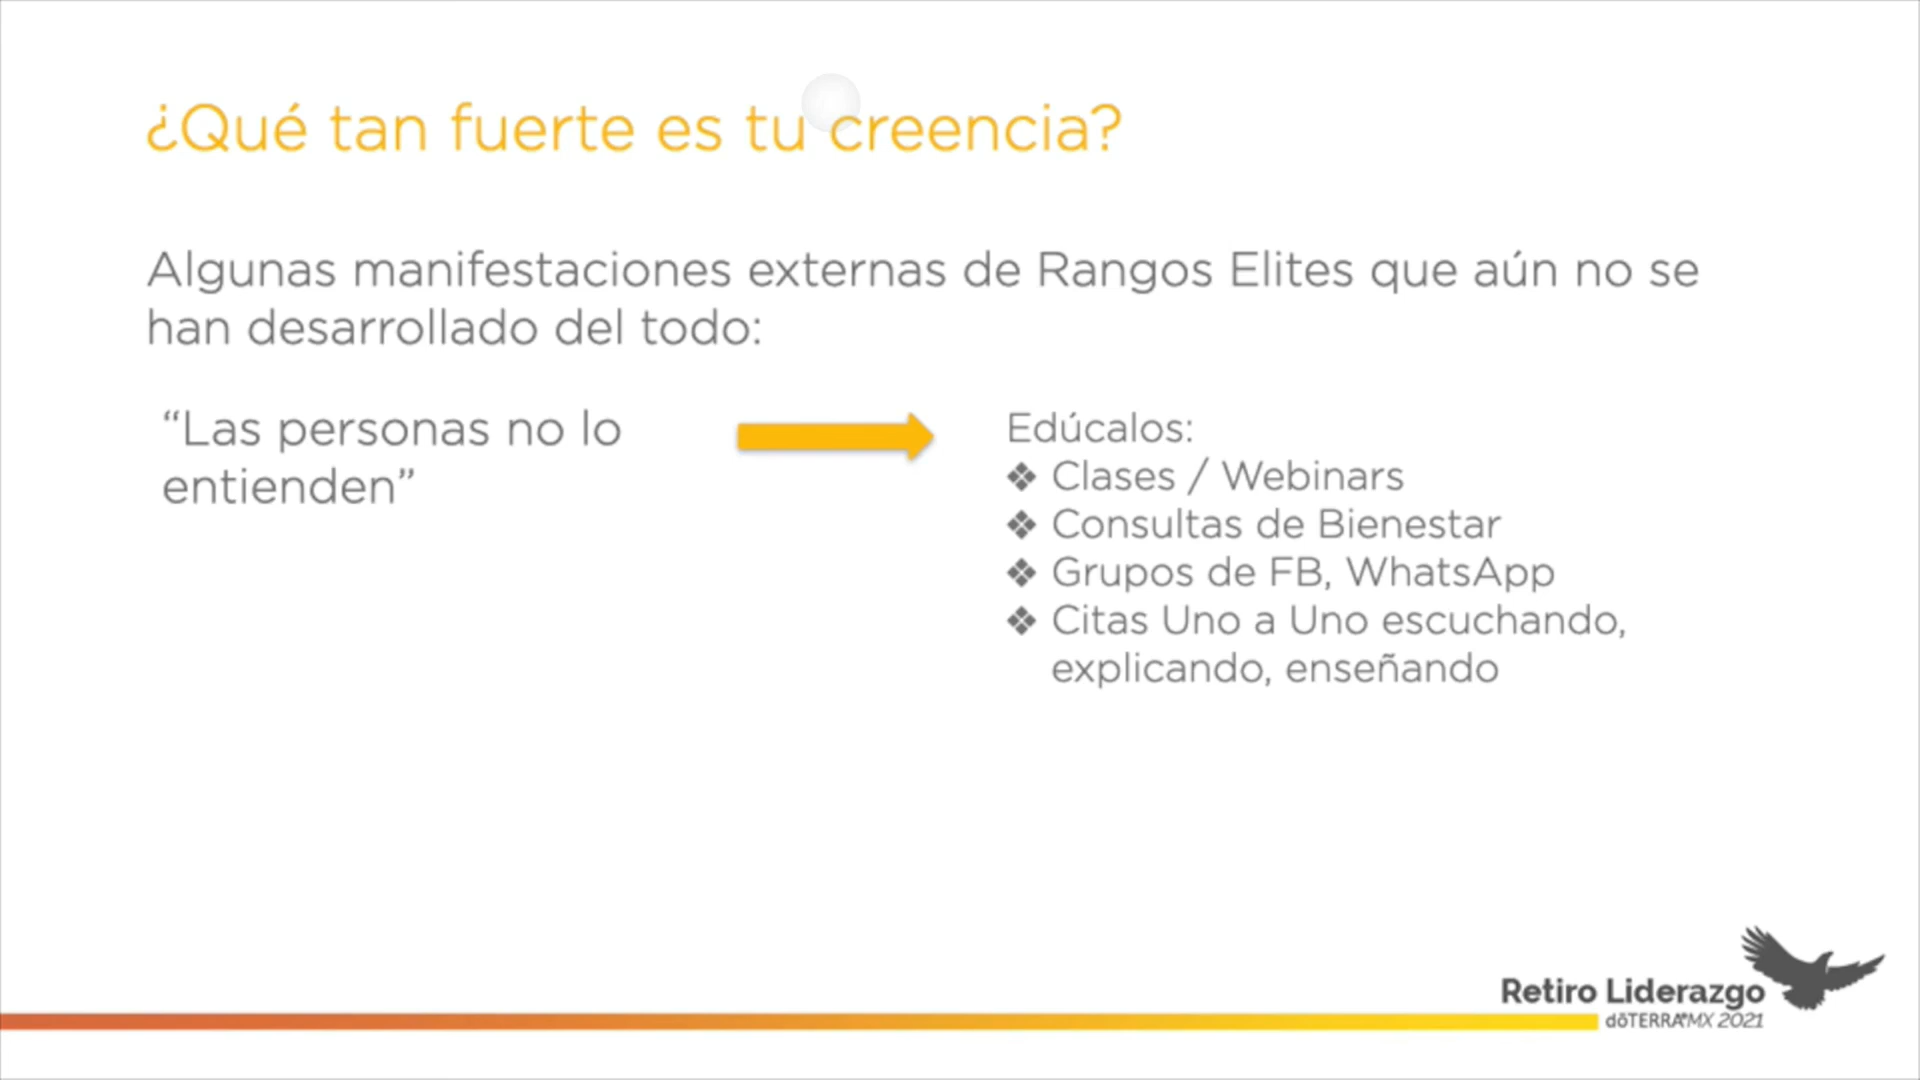 ¿Qué tan fuerte es tu creencia?
Algunas manifestaciones externas de Rangos Elites que aún no se
han desarrollado del todo:
“Las personas no lo
entienden”
Edúcalos:
❖ Clases / Webinars
❖ Consultas de Bienestar
❖ Grupos de FB, WhatsApp
❖ Citas Uno a Uno escuchando,
explicando, enseñando
Retiro Liderazgo
dōTERRA®MX 2021